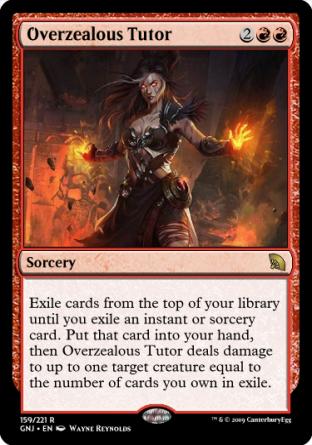 Overzealous Tutor 2
Sorcery
Exile cards from the top of your library
until you exile an instant or sorcery
card. Put that card into your hand,
then Overzealous Tutor deals damage
to up to one target creature equal to
the number of cards you own in exile.
159/221 R
GNJ • EN WAYNE REYNOLDS
™ & © 2019 CanterburyEgg